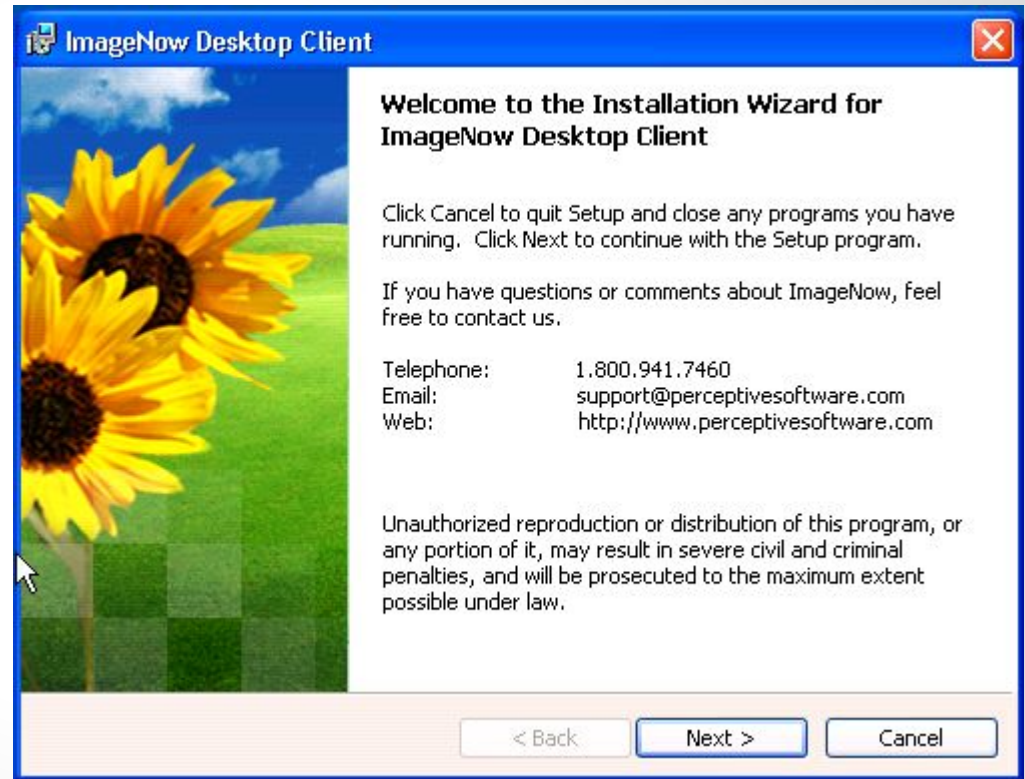 ImageNow Desktop Client
Welcome to the Installation Wizard for
ImageNow Desktop Client
Click Cancel to quit Setup and close any programs you have
running.  Click Next to continue with the Setup program.
If you have questions or comments about ImageNow, feel
free to contact us.
Telephone: 1.800.941.7460
Email: support@perceptivesoftware.com
Web: http://www.perceptivesoftware.com
Unauthorized reproduction or distribution of this program, or
any portion of it, may result in severe civil and criminal
penalties, and will be prosecuted to the maximum extent
possible under law.
< Back Next > Cancel